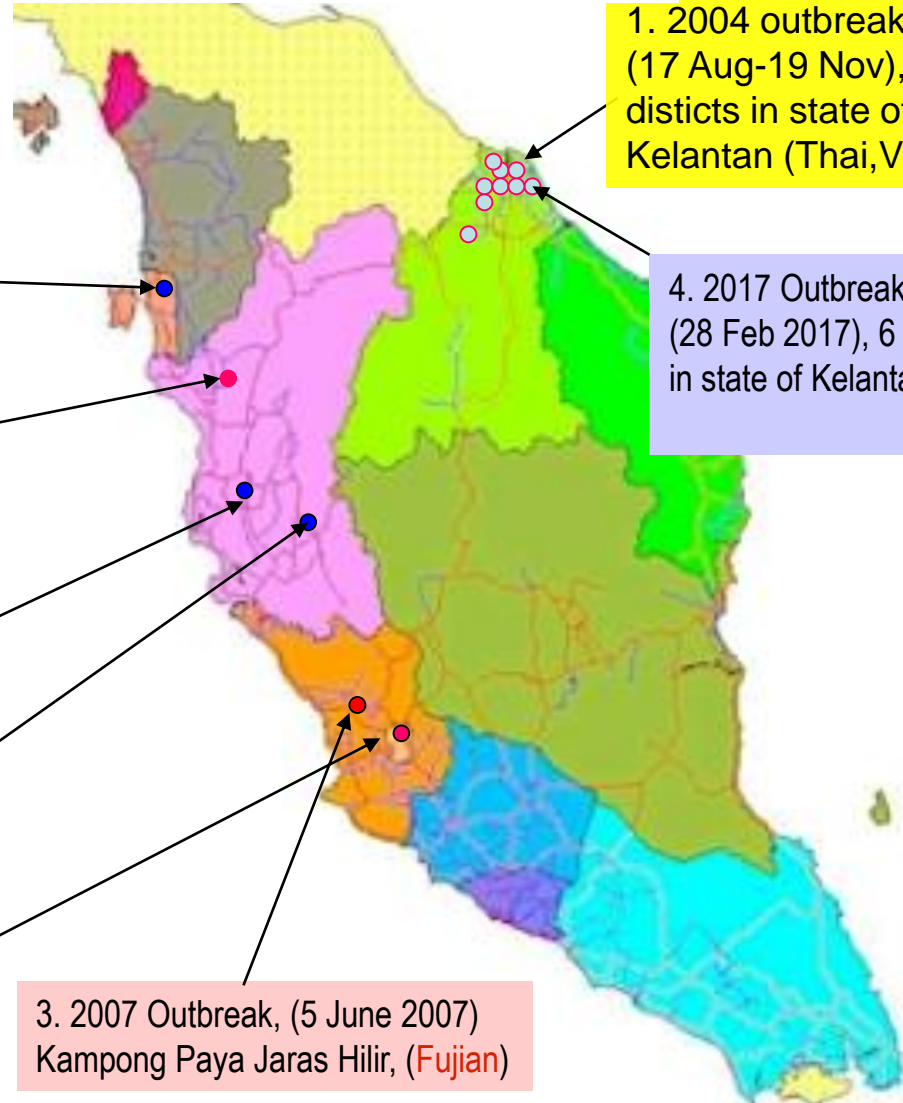 1. 2004 outbreak
(17 Aug-19 Nov),
disticts in state of
Kelantan (Thai,V
4. 2017 Outbreak
(28 Feb 2017), 6
in state of Kelanta
3. 2007 Outbreak, (5 June 2007)
Kampong Paya Jaras Hilir, (Fujian)